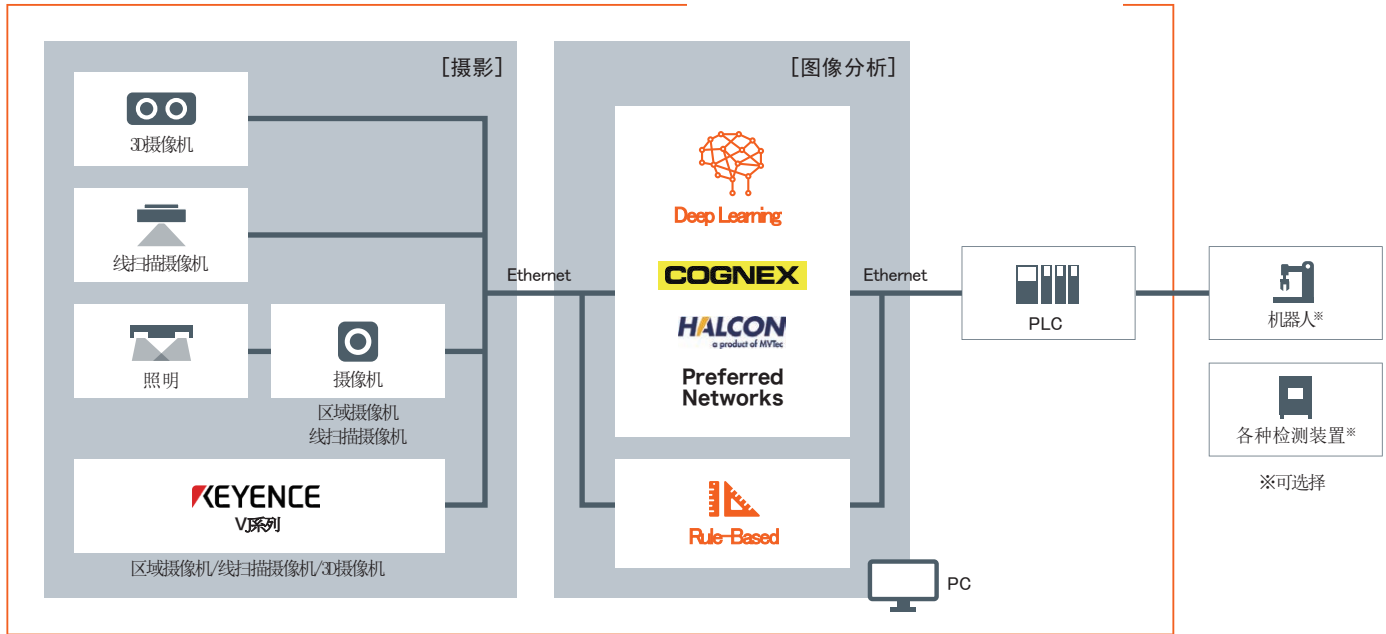 [摄影]
3D摄像机
线扫描摄像机
照明
摄像机
区域摄像机
线扫描摄像机
KEYENCE
VJ系列
区域摄像机/线扫描摄像机/3D摄像机
Ethernet
[图像分析]
Deep Learning
COGNEX
HALCON
a product of MVTec
Preferred
Networks
Rule-Based
PC
Ethernet
PLC
机器人※
各种检测装置※
※可选择